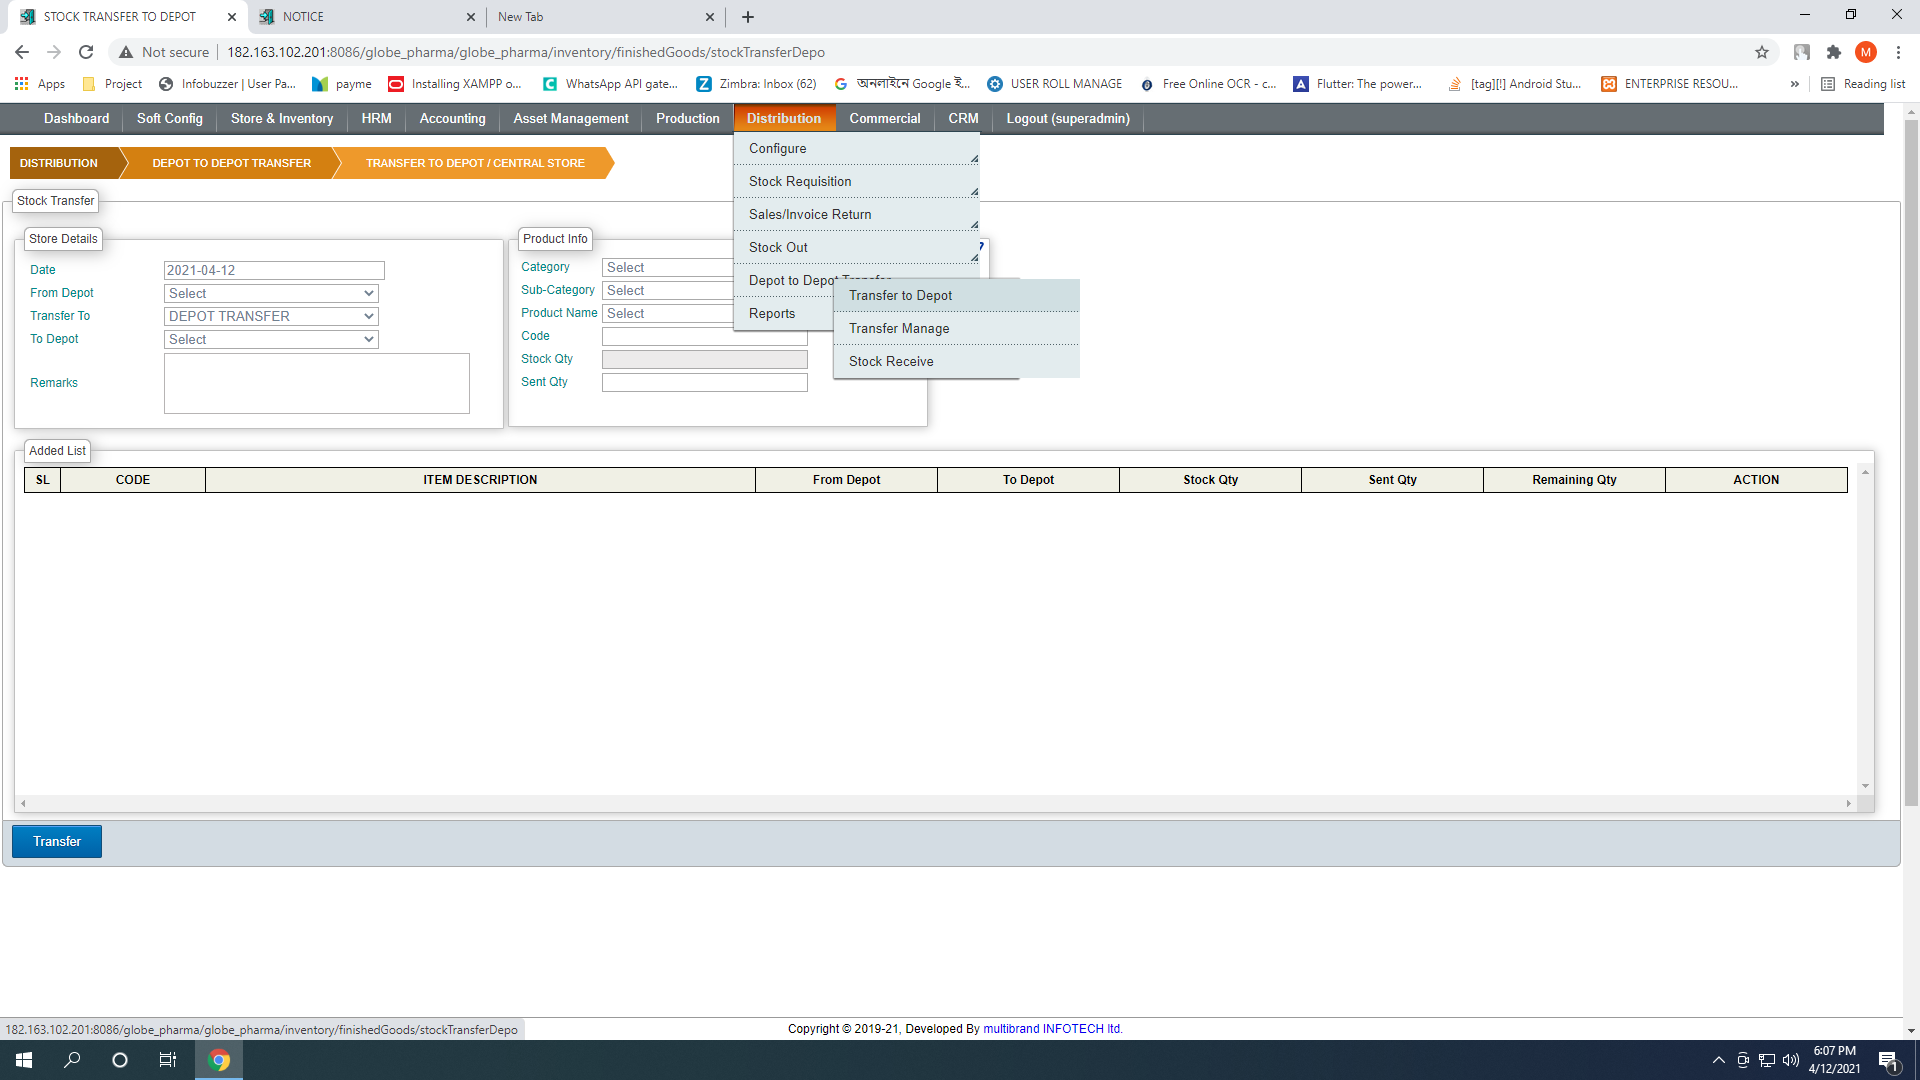 STOCK TRANSFER TO DEPOT
NOTICE
New Tab
Not secure
182.163.102.201:8086/globe_pharma/globe_pharma/inventory/finishedGoods/stockTransferDepo
M
Apps
Project
Infobuzzer | User Pa...
payme
Installing XAMPP o...
WhatsApp API gate...
Zimbra: Inbox (62)
অনলাইনে Google ই...
USER ROLL MANAGE
Free Online OCR - c...
Flutter: The power...
[tag][!] Android Stu...
ENTERPRISE RESOU...
»
Reading list
Dashboard
Soft Config
Store & Inventory
HRM
Accounting
Asset Management
Production
Distribution
Commercial
CRM
Logout (superadmin)
DISTRIBUTION
DEPOT TO DEPOT TRANSFER
TRANSFER TO DEPOT / CENTRAL STORE
Configure
Stock Requisition
Sales/Invoice Return
Stock Out
Depot to Depot Transfer
Reports
Transfer to Depot
Transfer Manage
Stock Receive
Stock Transfer
Store Details
Date
2021-04-12
From Depot
Select
Transfer To
DEPOT TRANSFER
To Depot
Select
Remarks
Product Info
Category
Select
Sub-Category
Select
Product Name
Select
Code
Stock Qty
Sent Qty
Added List
SL
CODE
ITEM DESCRIPTION
From Depot
To Depot
Stock Qty
Sent Qty
Remaining Qty
ACTION
Transfer
182.163.102.201:8086/globe_pharma/globe_pharma/inventory/finishedGoods/stockTransferDepo
Copyright © 2019-21, Developed By multibrand INFOTECH ltd.
6:07 PM
4/12/2021
1